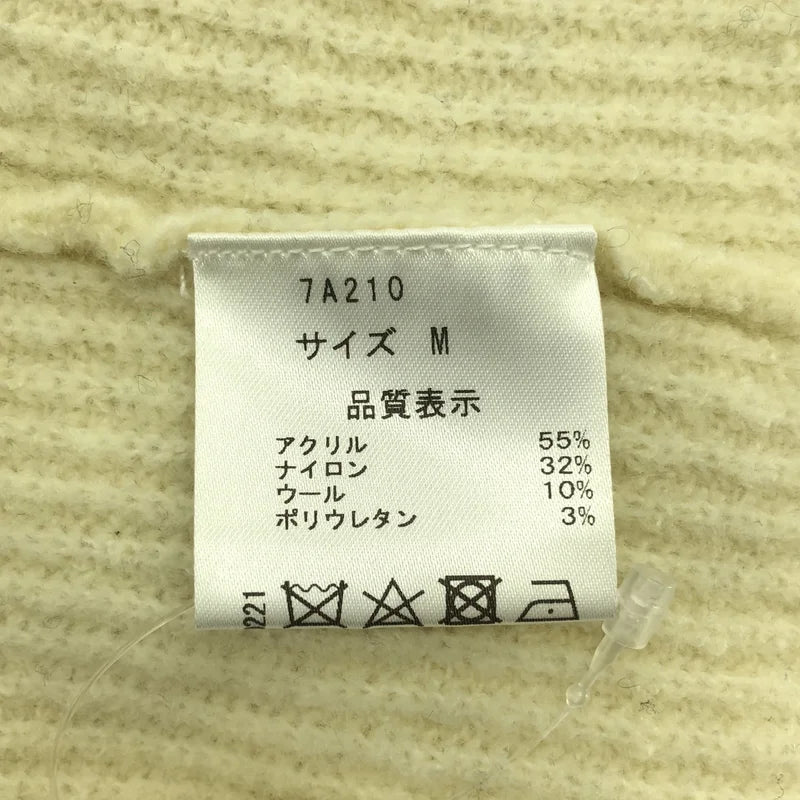 7A210
サイズ M
品質表示
アクリル 55%
ナイロン 32%
ウール 10%
ポリウレタン 3%